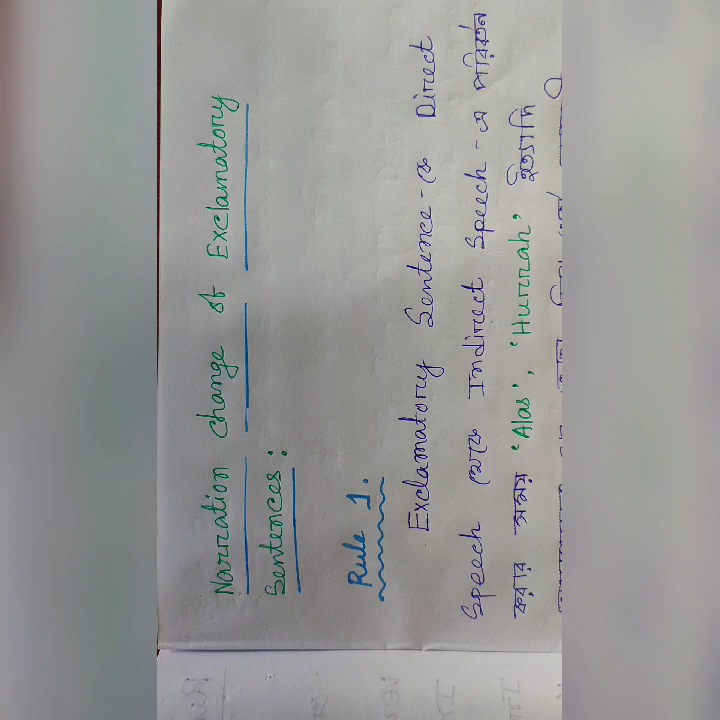 Narration change of Exclamatory
Sentences:
Rule 1.
Exclamatory Sentence-কে Direct
Speech থেকে Indirect Speech-এ পরিবর্তন
করার সময় 'Alas', 'Hurrah' ইত্যাদি